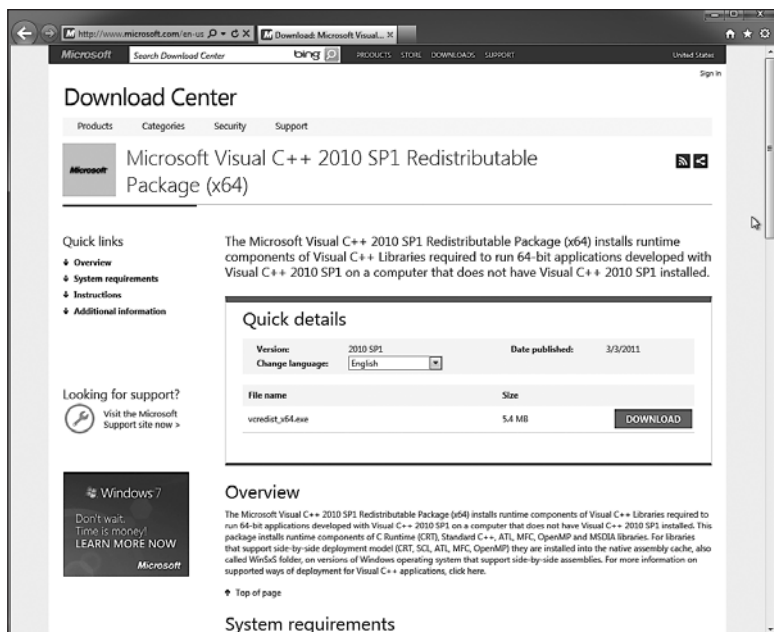 http://www.microsoft.com/en-us
Download: Microsoft Visual...
Microsoft
Search Download Center
bing
PRODUCTS STORE DOWNLOADS SUPPORT
United States
Sign In
Download Center
Products Categories Security Support
Microsoft
Microsoft Visual C++ 2010 SP1 Redistributable
Package (x64)
Quick links
Overview
System requirements
Instructions
Additional information
Looking for support?
Visit the Microsoft
Support site now >
Windows 7
Don't wait.
Time is money!
LEARN MORE NOW
Microsoft
The Microsoft Visual C++ 2010 SP1 Redistributable Package (x64) installs runtime
components of Visual C++ Libraries required to run 64-bit applications developed with
Visual C++ 2010 SP1 on a computer that does not have Visual C++ 2010 SP1 installed.
Quick details
Version: 2010 SP1 Date published: 3/3/2011
Change language: English
File name Size
vcredist_x64.exe 5.4 MB DOWNLOAD
Overview
The Microsoft Visual C++ 2010 SP1 Redistributable Package (x64) installs runtime components of Visual C++ Libraries required to
run 64-bit applications developed with Visual C++ 2010 SP1 on a computer that does not have Visual C++ 2010 SP1 installed. This
package installs runtime components of C Runtime (CRT), Standard C++, ATL, MFC, OpenMP and MSDIA libraries. For libraries
that support side-by-side deployment model (CRT, SCL, ATL, MFC, OpenMP) they are installed into the native assembly cache, also
called WinSxS folder, on versions of Windows operating system that support side-by-side assemblies. For more information on
supported ways of deployment for Visual C++ applications, click here.
Top of page
System requirements